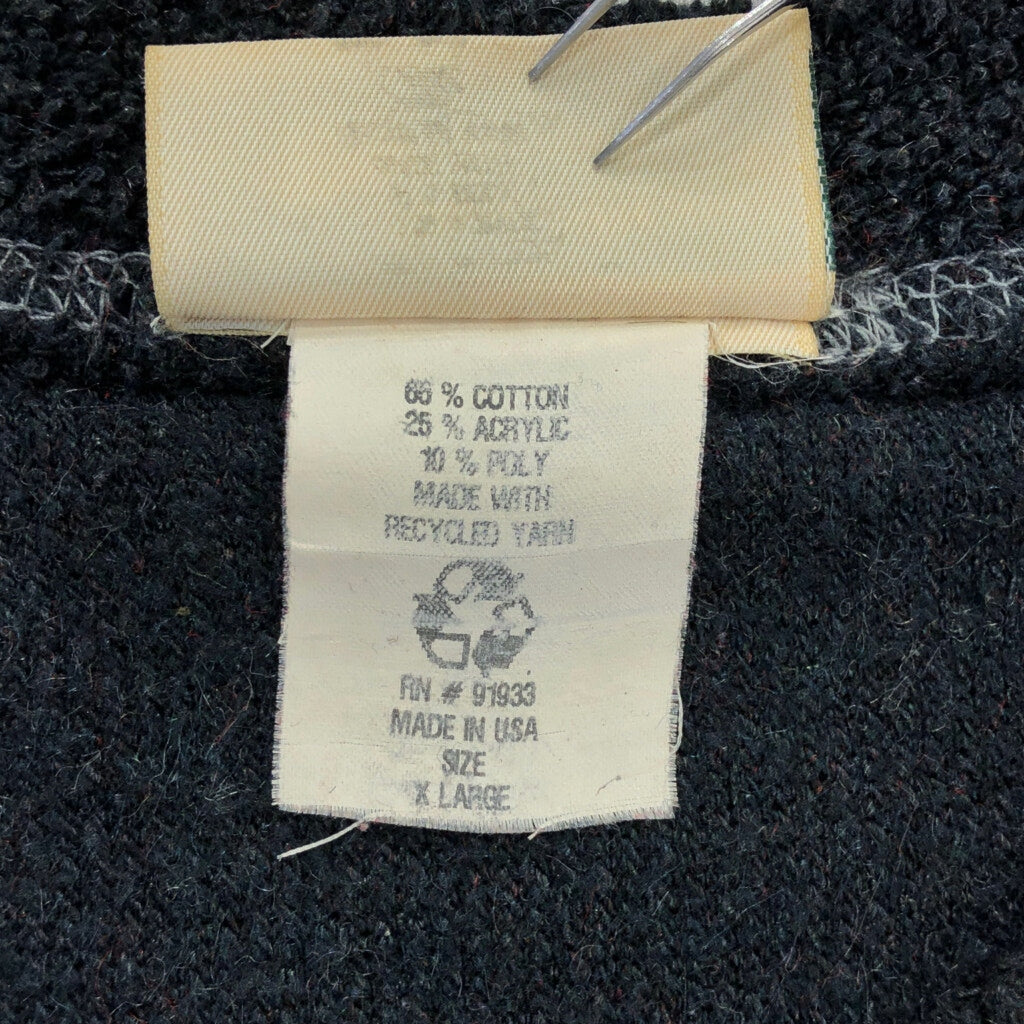 65 % COTTON
25 % ACRYLIC
10 % POLY
MADE WITH
RECYCLED YARN
RN # 91933
MADE IN USA
SIZE
X LARGE